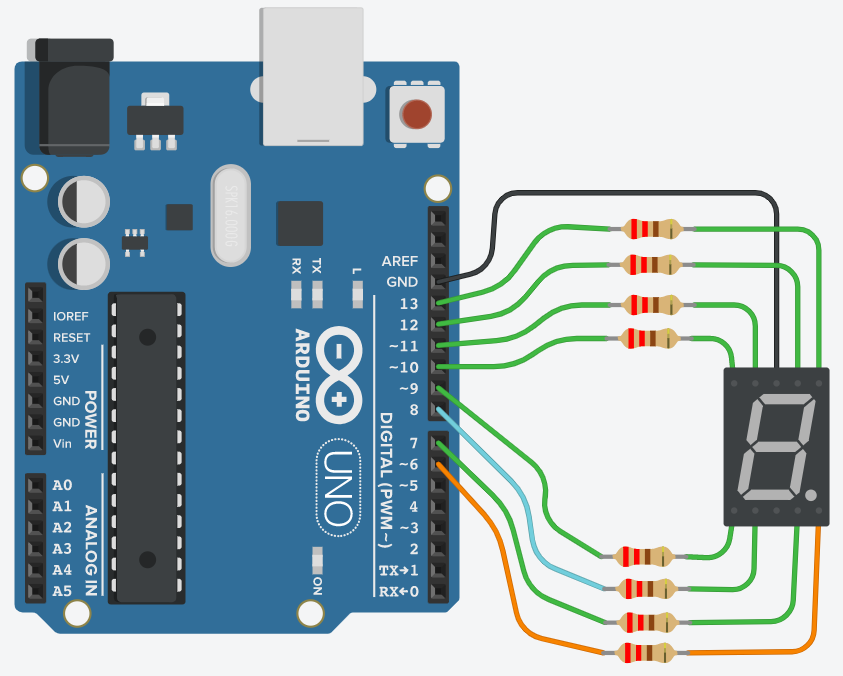 SPK16.000G
RX
TX
L
ARDUINO
UNO
ON
IOREF
RESET
3.3V
5V
GND
GND
Vin
POWER
A0
A1
A2
A3
A4
A5
ANALOG IN
AREF
GND
13
12
~11
~10
~9
8
7
~6
~5
4
~3
2
TX→1
RX←0
DIGITAL (PWM~)